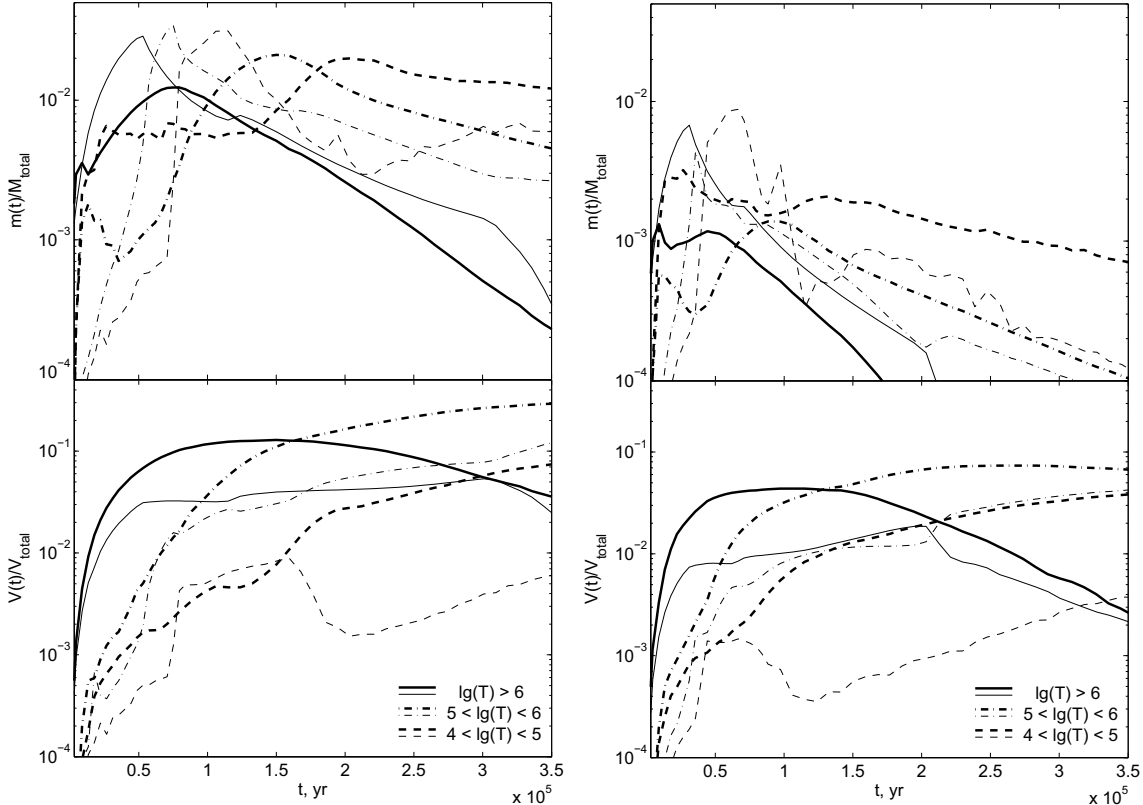 10^-2
10^-3
10^-4
m(t)/M_total
10^-2
10^-3
10^-4
m(t)/M_total
10^-1
10^-2
10^-3
10^-4
V(t)/V_total
lg(T) > 6
5 < lg(T) < 6
4 < lg(T) < 5
0.5 1 1.5 2 2.5 3 3.5
t, yr
x 10^5
10^-1
10^-2
10^-3
10^-4
V(t)/V_total
lg(T) > 6
5 < lg(T) < 6
4 < lg(T) < 5
0.5 1 1.5 2 2.5 3 3.5
t, yr
x 10^5